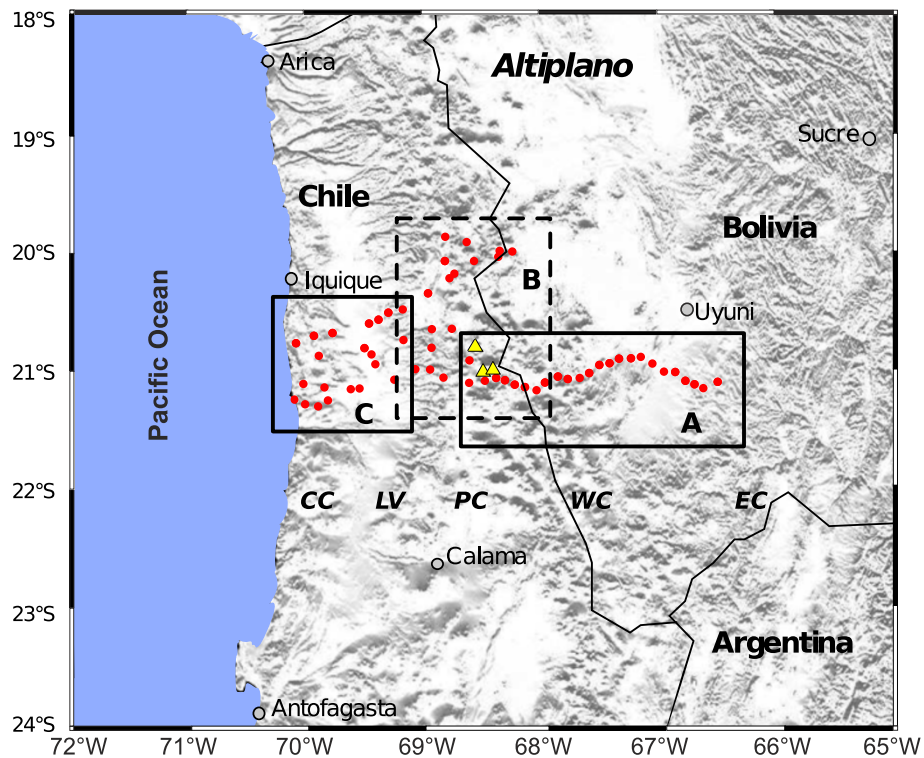 18°S
Altiplano
Arica
19°S
Sucre
Chile
Bolivia
20°S
B
Iquique
Uyuni
Pacific Ocean
21°S
C
A
22°S
CC LV PC WC EC
Calama
23°S
Argentina
Antofagasta
24°S
72°W 71°W 70°W 69°W 68°W 67°W 66°W 65°W